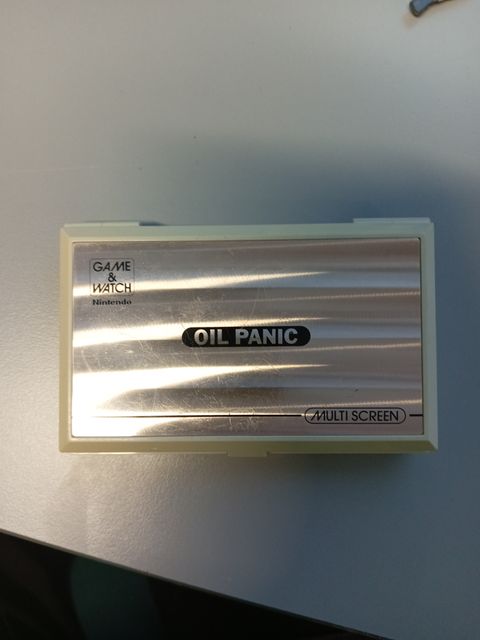 GAME
&
WATCH
Nintendo
OIL PANIC
MULTI SCREEN